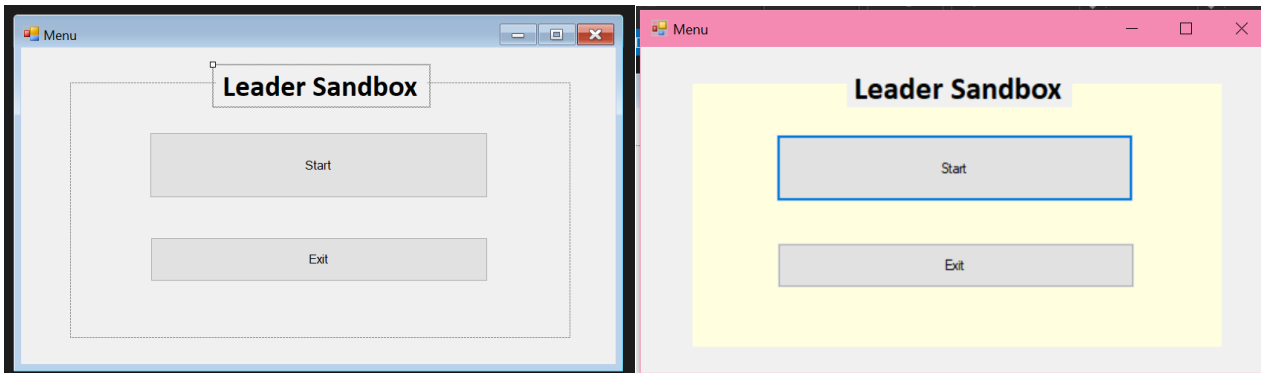 Menu
Leader Sandbox
Start
Exit
Menu
Leader Sandbox
Start
Exit